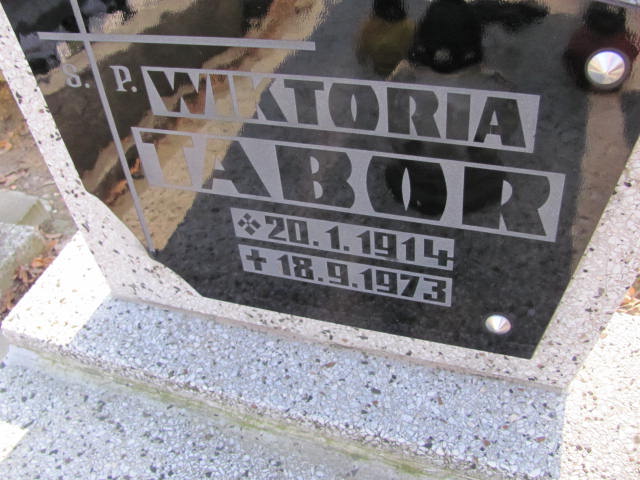 S. P. WIKTORIA
TABOR
20.1.1914
18.9.1973